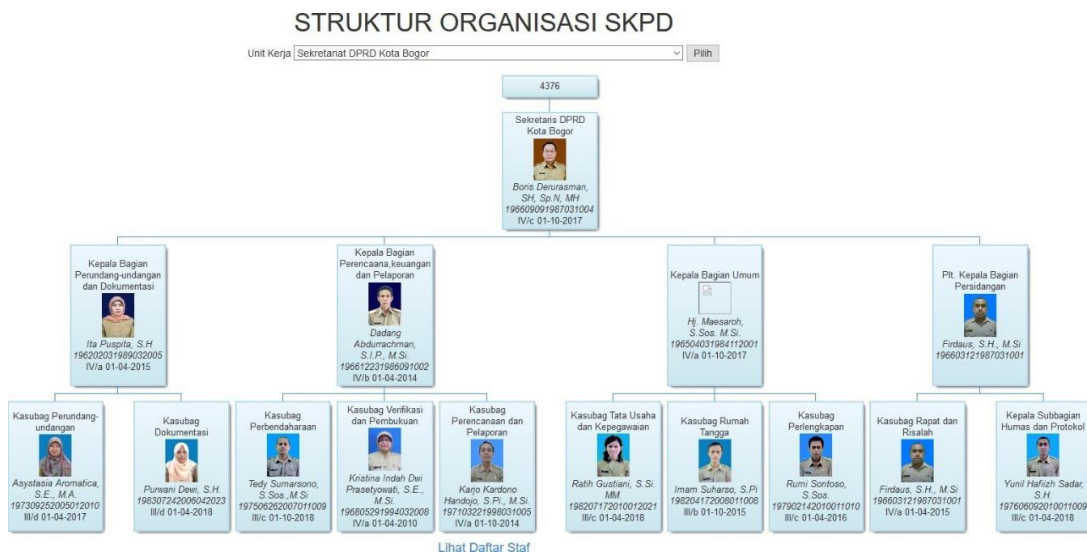 STRUKTUR ORGANISASI SKPD
Unit Kerja Sekretariat DPRD Kota Bogor Pilih
4376
Sekretaris DPRD
Kota Bogor
Boris Derurasman,
SH, Sp.N, MH
196609091987031004
IV/c 01-10-2017
Kepala Bagian
Perundang-undangan
dan Dokumentasi
Ita Puspita, S.H
196202031989032005
IV/a 01-04-2015
Kepala Bagian
Perencaana,keuangan
dan Pelaporan
Dadang
Abdurrachman,
S.I.P., M.Si.
196612231986091002
IV/b 01-04-2014
Kepala Bagian Umum
Hj. Maesaroh,
S.Sos. M.Si.
196504031984112001
IV/a 01-10-2017
Plt. Kepala Bagian
Persidangan
Firdaus, S.H., M.Si
196603121987031001
Kasubag Perundang-
undangan
Asystasia Aromatica,
S.E., M.A.
197309252005012010
III/d 01-04-2017
Kasubag
Dokumentasi
Purwani Dewi, S.H.
198307242006042023
III/d 01-04-2018
Kasubag
Perbendaharaan
Tedy Sumarsono,
S.Sos.,M.Si
197506262007011009
III/c 01-10-2018
Kasubag Verifikasi
dan Pembukuan
Kristina Indah Dwi
Prasetyowati, S.E.,
M.Si.
196805291994032008
IV/a 01-04-2010
Kasubag
Perencanaan dan
Pelaporan
Karjo Kardono
Handojo, S.Pi., M.Si.
197103221998031005
IV/a 01-10-2014
Kasubag Tata Usaha
dan Kepegawaian
Ratih Gustiani, S.Si.
MM.
198207172010012021
III/c 01-04-2018
Kasubag Rumah
Tangga
Imam Suharso, S.Pi
198204172008011006
III/b 01-10-2015
Kasubag
Perlengkapan
Rumi Sontoso,
S.Sos.
197902142010011010
III/c 01-04-2016
Kasubag Rapat dan
Risalah
Firdaus, S.H., M.Si
196603121987031001
IV/a 01-04-2015
Kepala Subbagian
Humas dan Protokol
Yunil Hafiizh Sadar,
S.H.
197606092010011009
III/c 01-04-2018
Lihat Daftar Staf